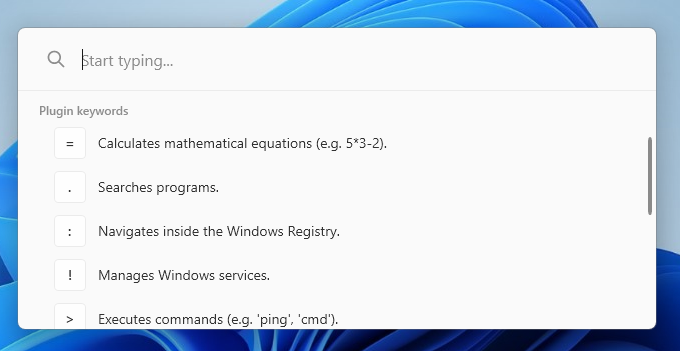 Start typing...
Plugin keywords
= Calculates mathematical equations (e.g. 5*3-2).
. Searches programs.
: Navigates inside the Windows Registry.
! Manages Windows services.
> Executes commands (e.g. 'ping', 'cmd').